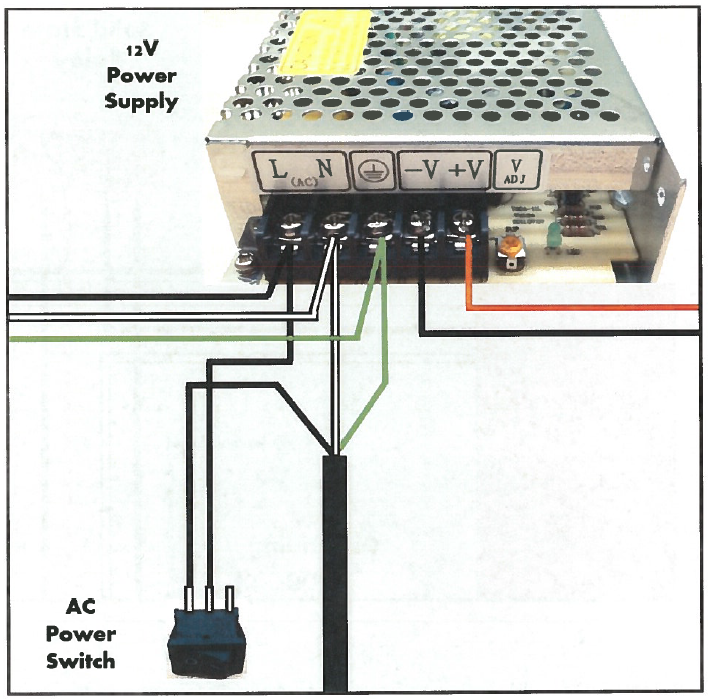 12V
Power
Supply
L (AC) N
-V +V
V
ADJ
AC
Power
Switch